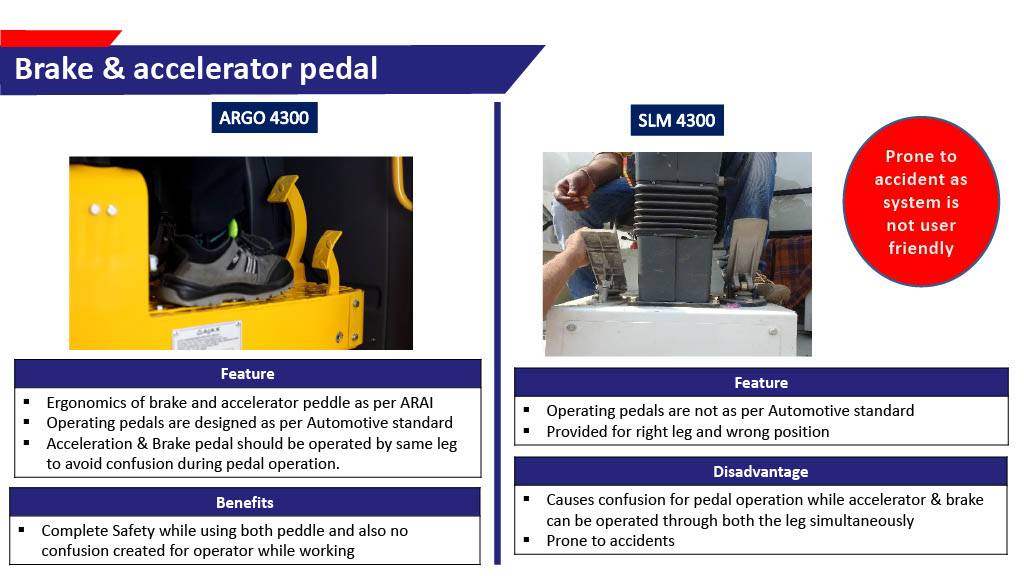 Brake & accelerator pedal
ARGO 4300
Feature
▪ Ergonomics of brake and accelerator peddle as per ARAI
▪ Operating pedals are designed as per Automotive standard
▪ Acceleration & Brake pedal should be operated by same leg
to avoid confusion during pedal operation.
Benefits
▪ Complete Safety while using both peddle and also no
confusion created for operator while working
SLM 4300
Prone to
accident as
system is
not user
friendly
Feature
▪ Operating pedals are not as per Automotive standard
▪ Provided for right leg and wrong position
Disadvantage
▪ Causes confusion for pedal operation while accelerator & brake
can be operated through both the leg simultaneously
▪ Prone to accidents